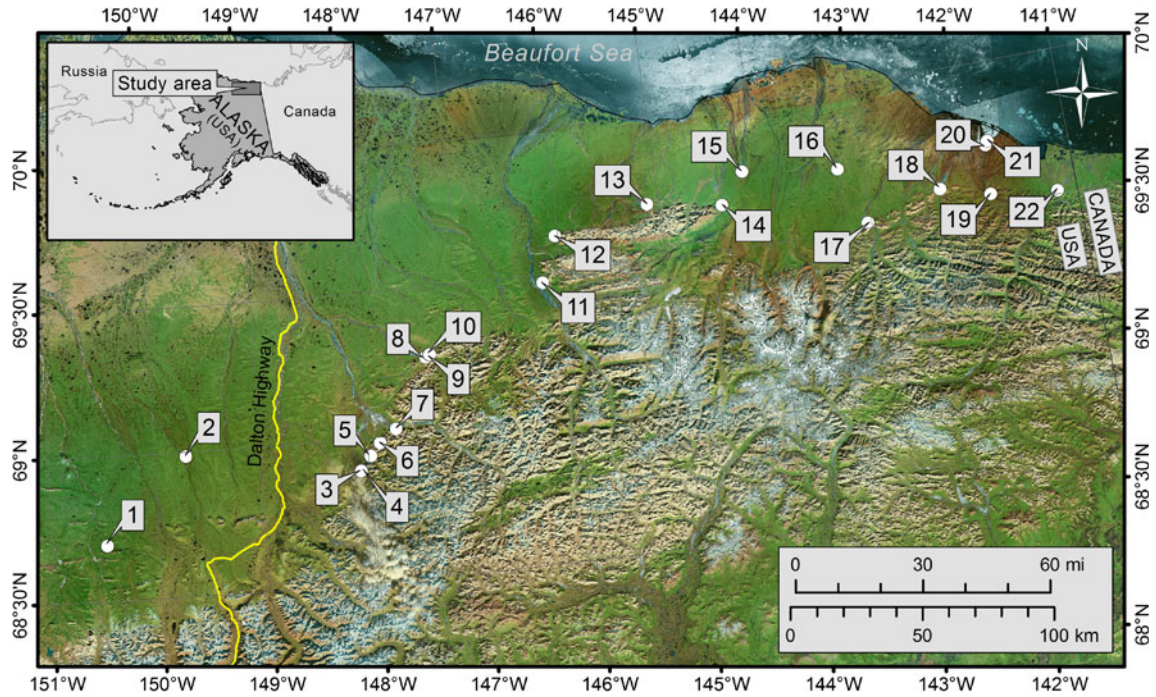 150°W 149°W 148°W 147°W 146°W 145°W 144°W 143°W 142°W 141°W
70°N
Beaufort Sea
N
Russia
Study area
ALASKA
(USA)
Canada
70°N
69°30'N
20
21
15
16
18
13
14
19
22
CANADA
USA
12
17
11
69°30'N
69°N
10
8
9
Dalton Highway
7
2
5
6
69°N
68°30'N
3
4
1
0 30 60 mi
68°30'N
68°N
0 50 100 km
151°W 150°W 149°W 148°W 147°W 146°W 145°W 144°W 143°W 142°W